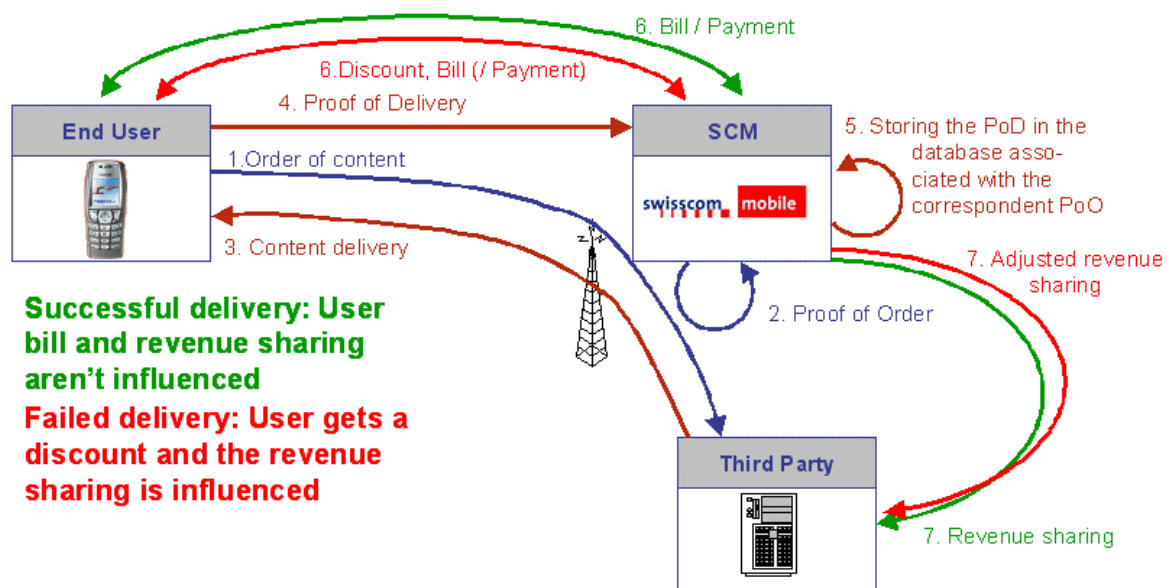 6. Bill / Payment
6.Discount, Bill (/ Payment)
4. Proof of Delivery
End User
SCM
5. Storing the PoD in the
database asso-
ciated with the
correspondent PoO
1.Order of content
swisscom mobile
3. Content delivery
7. Adjusted revenue
sharing
2. Proof of Order
Successful delivery: User
bill and revenue sharing
aren't influenced
Failed delivery: User gets a
discount and the revenue
sharing is influenced
Third Party
7. Revenue sharing